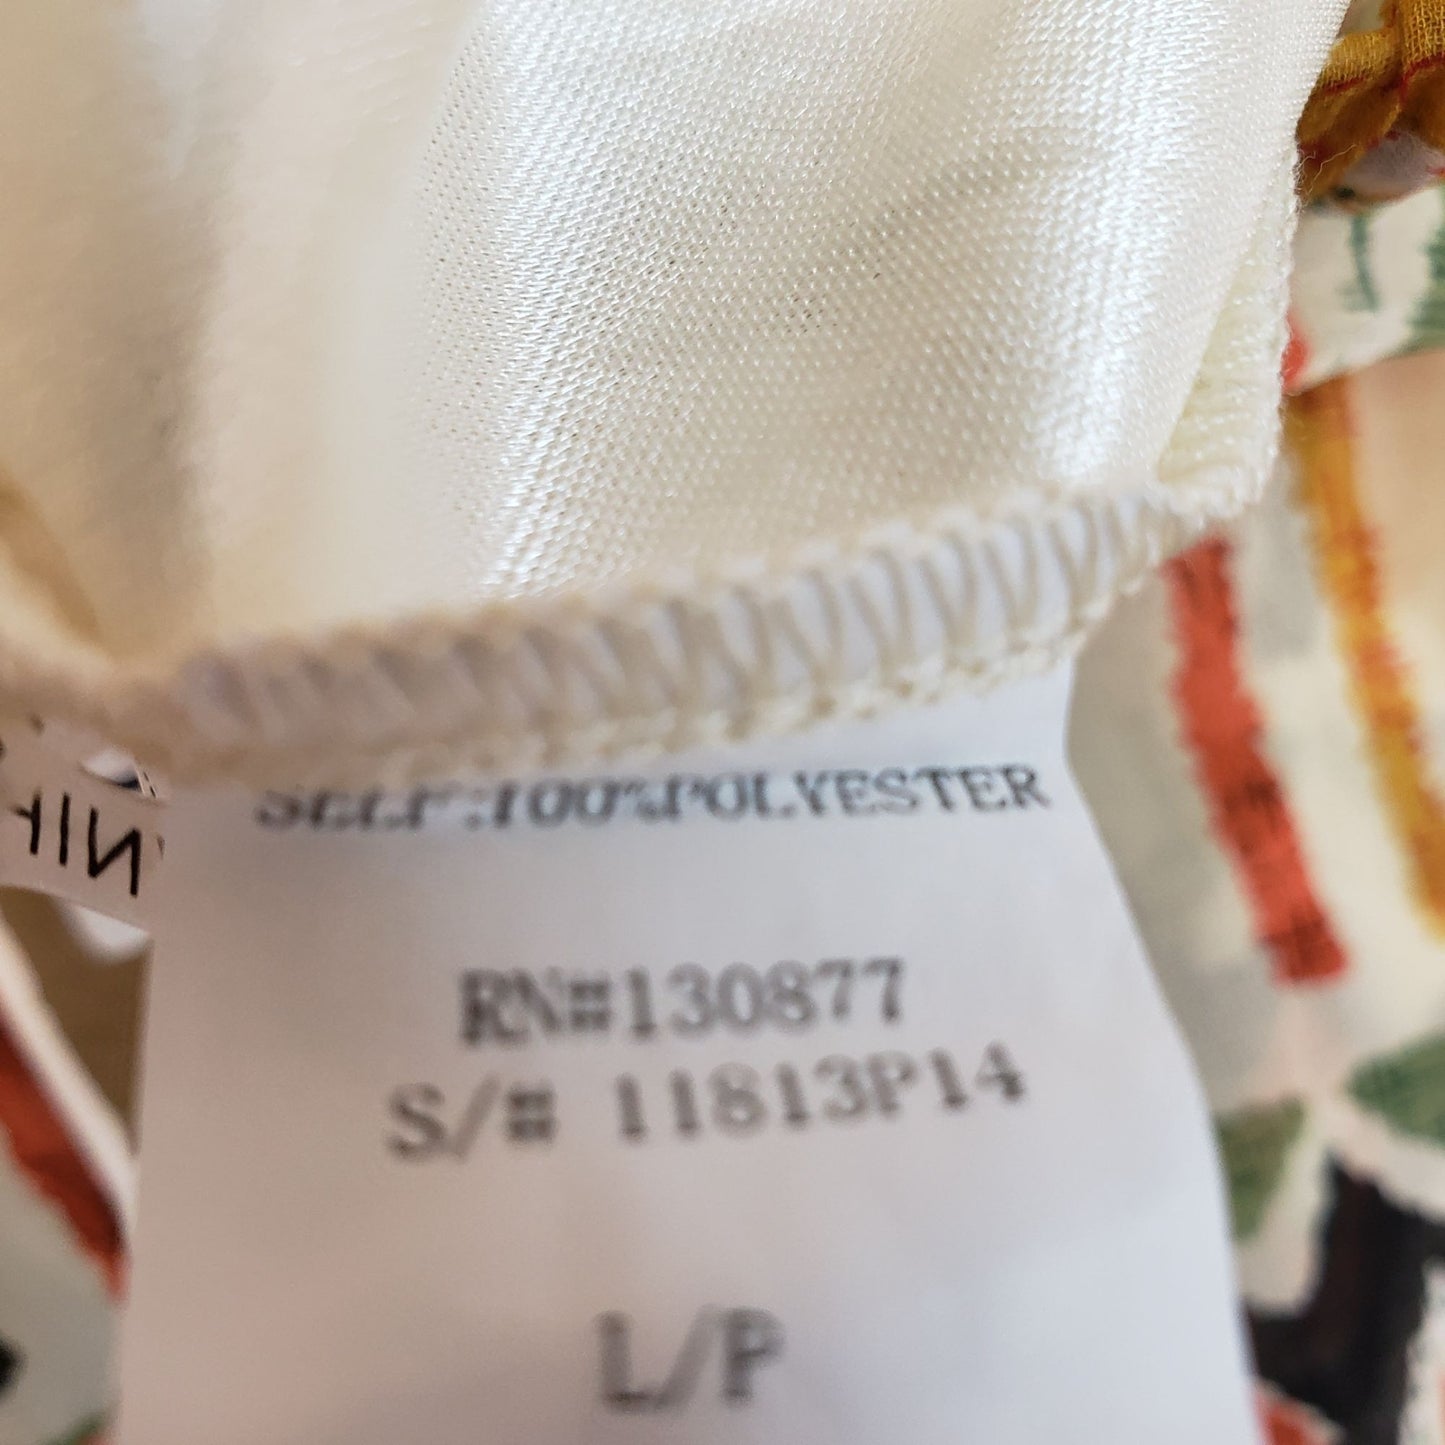 SELF:100%POLYESTER
RN#130877
S/# 11813P14
L/P